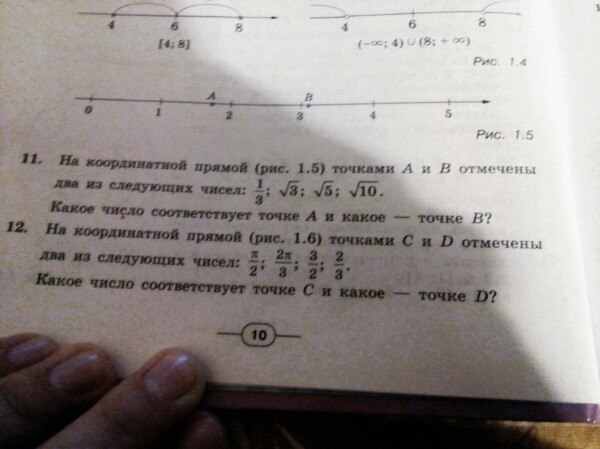 4 6 8 4 6 8
[4; 8] (−∞; 4) ∪ (8; + ∞)
Рис. 1.4
A B
0 1 2 3 4 5
Рис. 1.5
11. На координатной прямой (рис. 1.5) точками A и B отмечены
два из следующих чисел: 1/3; √3; √5; √10.
Какое число соответствует точке A и какое — точке B?
12. На координатной прямой (рис. 1.6) точками C и D отмечены
два из следующих чисел: π/2; 2π/3; 3/2; 2/3.
Какое число соответствует точке C и какое — точке D?
10